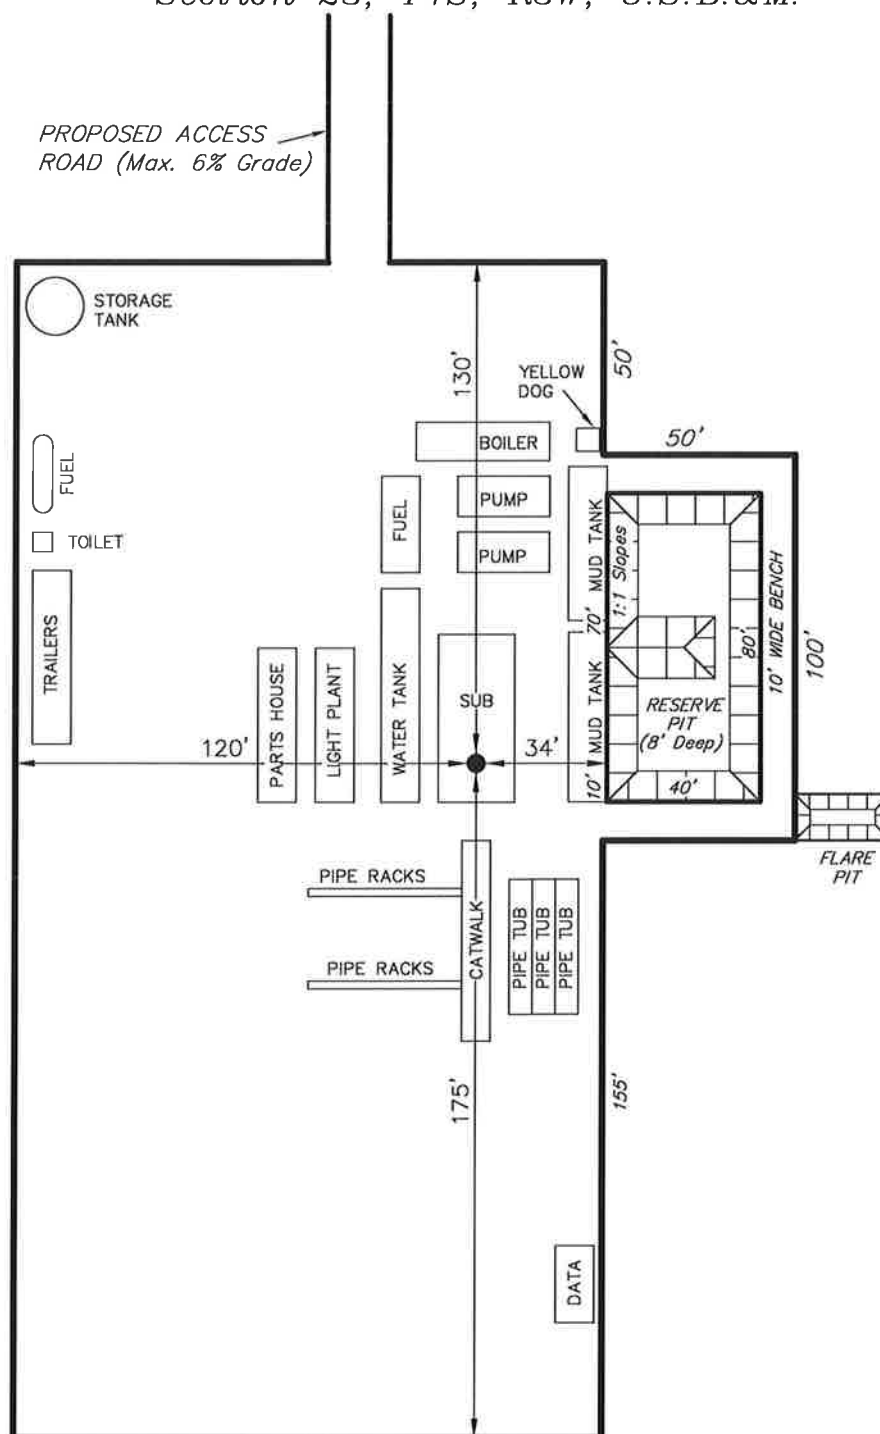 PROPOSED ACCESS
ROAD (Max. 6% Grade)
STORAGE
TANK
130'
YELLOW
DOG
50'
50'
BOILER
FUEL
FUEL
PUMP
PUMP
TOILET
MUD TANK
1:1 Slopes
70'
80'
10' WIDE BENCH
100'
TRAILERS
PARTS HOUSE
LIGHT PLANT
WATER TANK
SUB
MUD TANK
RESERVE
PIT
(8' Deep)
120'
34'
10'
40'
FLARE
PIT
PIPE RACKS
CATWALK
PIPE TUB
PIPE TUB
PIPE TUB
PIPE RACKS
175'
155'
DATA